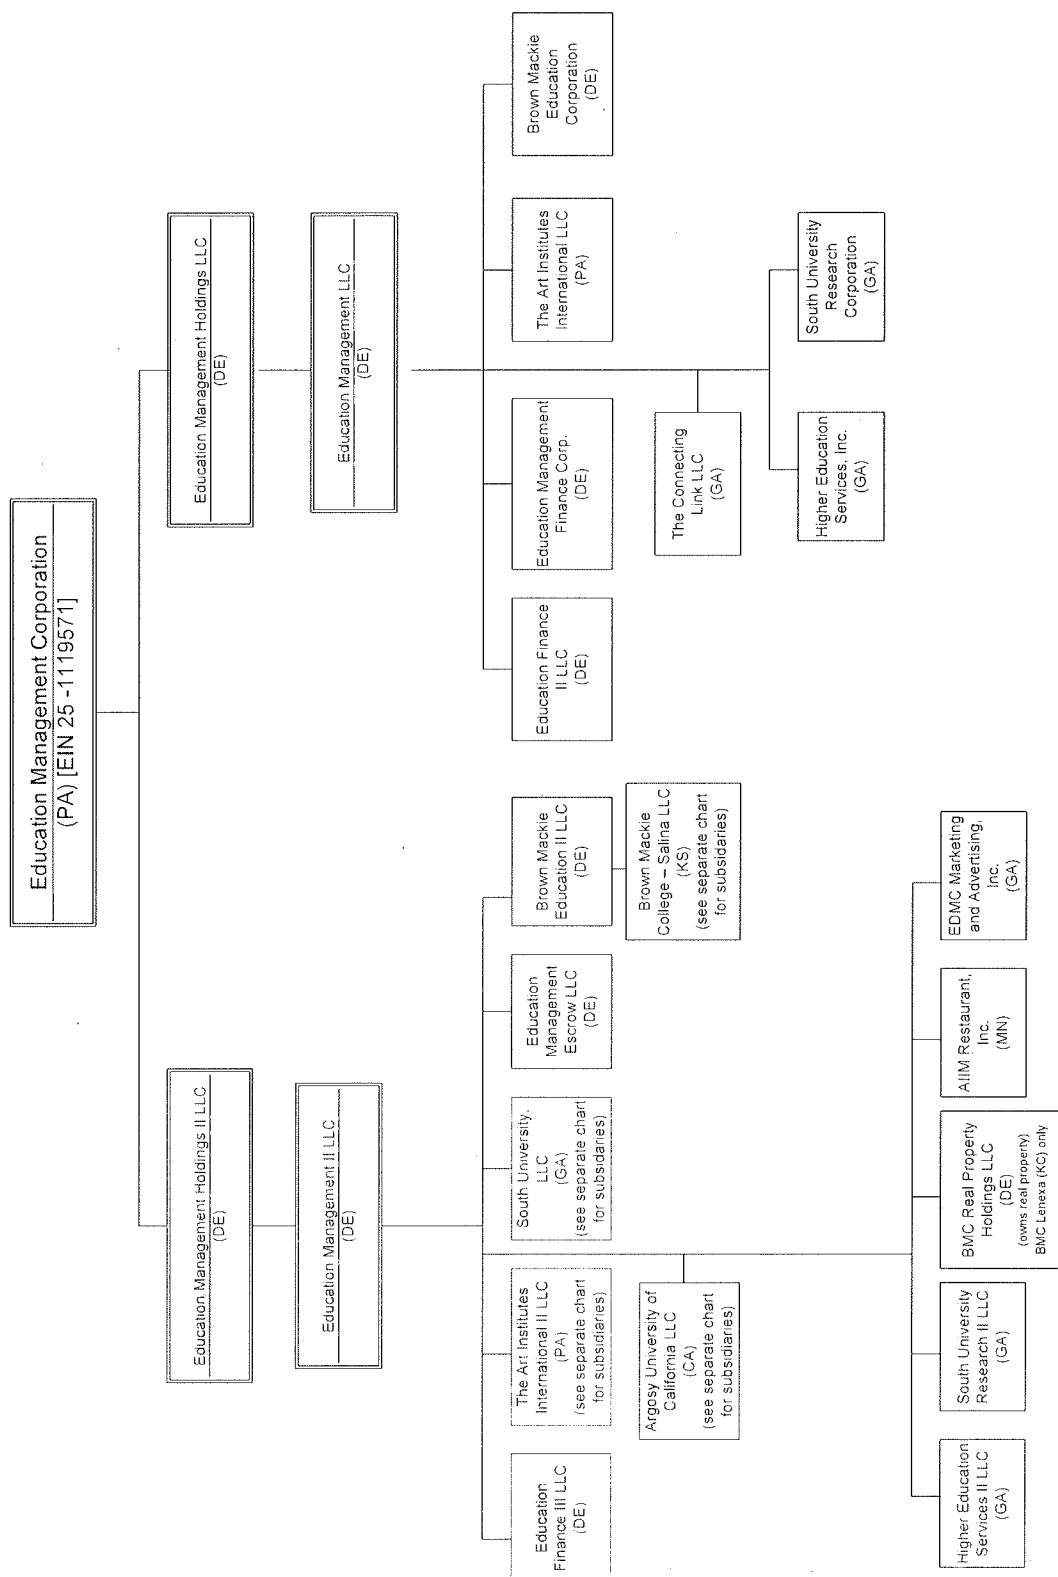 Education Management Corporation
(PA) [EIN 25 -1119571]
Education Management Holdings II LLC
(DE)
Education Management Holdings LLC
(DE)
Education Management II LLC
(DE)
Education Management LLC
(DE)
Education
Finance III LLC
(DE)
The Art Institutes
International II LLC
(PA)
(see separate chart
for subsidiaries)
South University,
LLC
(GA)
(see separate chart
for subsidaries)
Education
Management
Escrow LLC
(DE)
Brown Mackie
Education II LLC
(DE)
Education Finance
II LLC
(DE)
Education Management
Finance Corp.
(DE)
The Art Institutes
International LLC
(PA)
Brown Mackie
Education
Corporation
(DE)
Argosy University of
California LLC
(CA)
(see separate chart
for subsidiaries)
Brown Mackie
College – Salina LLC
(KS)
(see separate chart
for subsidaries)
The Connecting
Link LLC
(GA)
Higher Education
Services, Inc.
(GA)
South University
Research
Corporation
(GA)
Higher Education
Services II LLC
(GA)
South University
Research II LLC
(GA)
BMC Real Property
Holdings LLC
(DE)
(owns real property)
BMC Lenexa (KC) only
AIIM Restaurant,
Inc.
(MN)
EDMC Marketing
and Advertising,
Inc.
(GA)